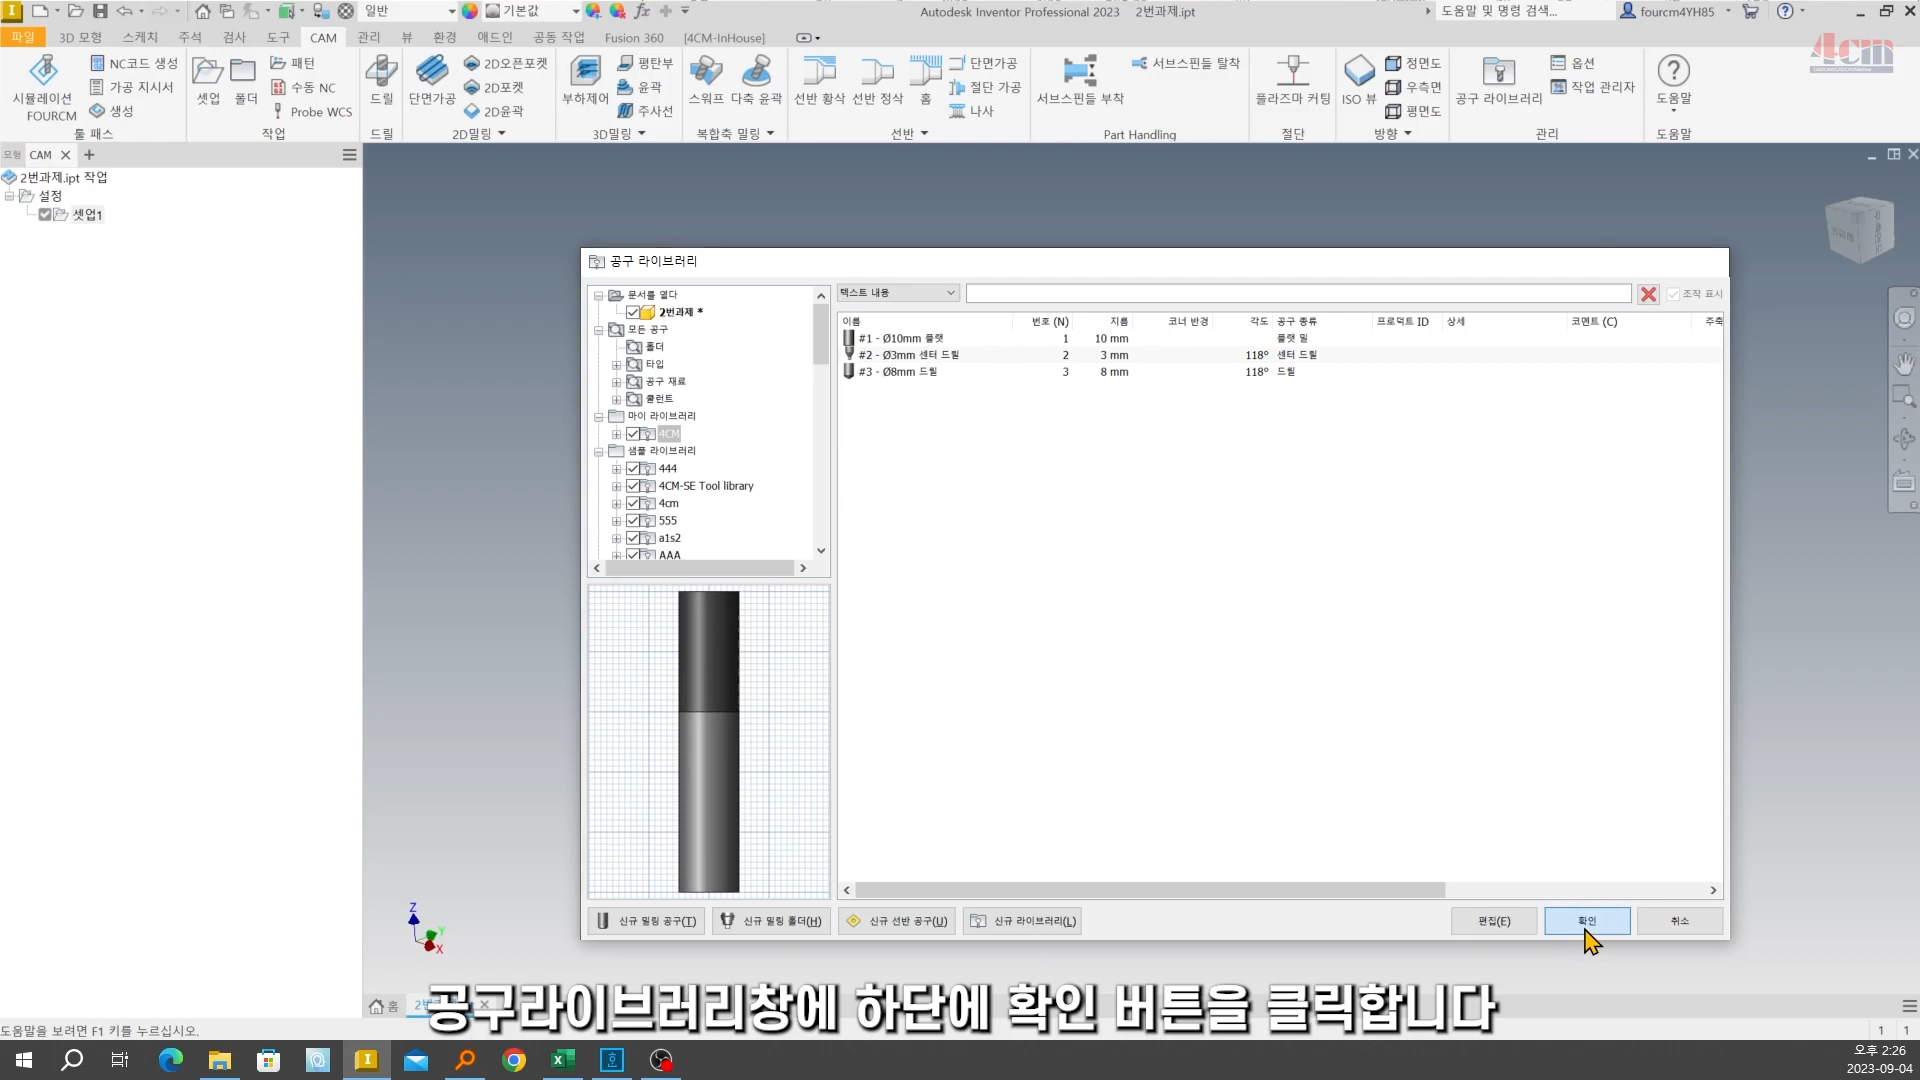 일반
기본값
Autodesk Inventor Professional 2023 2번과제.ipt
도움말 및 명령 검색...
fourcm4YH85
파일 3D 모형 스케치 주석 검사 도구 CAM 관리 뷰 환경 애드인 공동 작업 Fusion 360 [4CM-InHouse]
4cm
시뮬레이션
FOURCM
NC코드 생성
가공 지시서
생성
툴 패스
셋업
폴더
패턴
수동 NC
Probe WCS
작업
드릴
드릴
단면가공
2D오픈포켓
2D포켓
2D윤곽
2D밀링
부하제어
평탄부
윤곽
주사선
3D밀링
스워프
다축 윤곽
복합축 밀링
선반 황삭
선반 정삭
홈
단면가공
절단 가공
나사
선반
서브스핀들 부착
서브스핀들 탈착
Part Handling
플라즈마 커팅
절단
ISO 뷰
정면도
우측면
평면도
방향
공구 라이브러리
옵션
작업 관리자
관리
도움말
도움말
모형 CAM
2번과제.ipt 작업
설정
셋업1
공구 라이브러리
문서를 열다
2번과제 *
모든 공구
폴더
타입
공구 재료
쿨런트
마이 라이브러리
4CM
샘플 라이브러리
444
4CM-SE Tool library
4cm
555
a1s2
AAA
텍스트 내용
조작 표시
이름 번호 (N) 지름 코너 반경 각도 공구 종류 프로덕트 ID 상세 코멘트 (C) 주축
#1 - Ø10mm 플랫 1 10 mm 플랫 밀
#2 - Ø3mm 센터 드릴 2 3 mm 118° 센터 드릴
#3 - Ø8mm 드릴 3 8 mm 118° 드릴
신규 밀링 공구(T) 신규 밀링 홀더(H) 신규 선반 공구(U) 신규 라이브러리(L) 편집(E) 확인 취소
Z
Y
X
홈
공구라이브러리창에 하단에 확인 버튼을 클릭합니다
도움말을 보려면 F1 키를 누르십시오.
1 1
오후 2:26
2023-09-04